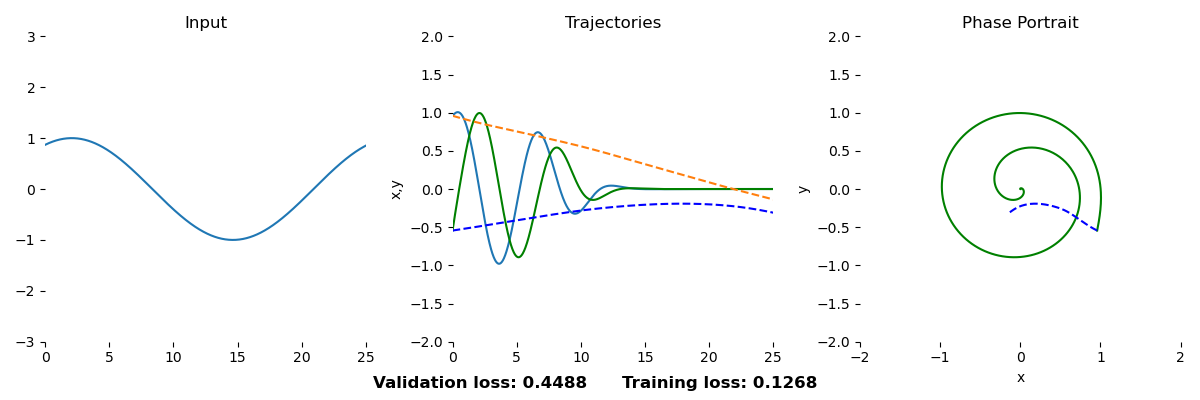 Input
3
2
1
0
−1
−2
−3
0 5 10 15 20 25
Trajectories
x,y
2.0
1.5
1.0
0.5
0.0
−0.5
−1.0
−1.5
−2.0
0 5 10 15 20 25
Phase Portrait
y
2.0
1.5
1.0
0.5
0.0
−0.5
−1.0
−1.5
−2.0
−2 −1 0 1 2
x
Validation loss: 0.4488 Training loss: 0.1268